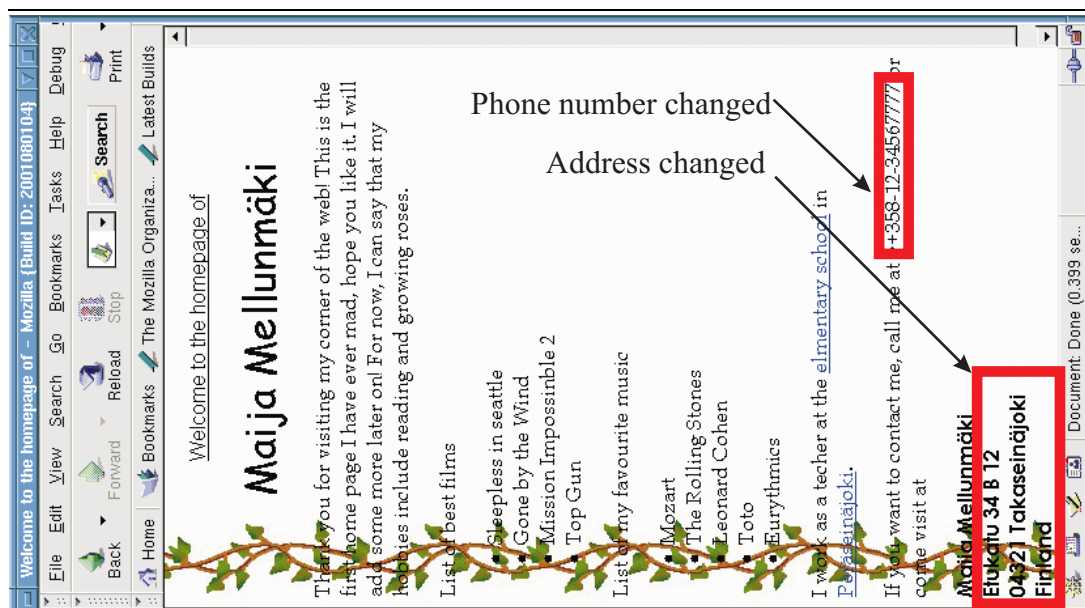 Welcome to the homepage of - Mozilla {Build ID: 2001080104}
File Edit View Search Go Bookmarks Tasks Help Debug
Back Forward Reload Stop Search Print
Home Bookmarks The Mozilla Organiza... Latest Builds
Welcome to the homepage of
Maija Mellunmäki
Thank you for visiting my corner of the web! This is the
first home page I have ever mad, hope you like it. I will
add some more later on! For now, I can say that my
hobbies include reading and growing roses.
List of best films
Sleepless in seattle
Gone by the Wind
Mission Impossinble 2
Top Gun
List of my favourite music
Mozart
The Rolling Stones
Leonard Cohen
Toto
Eurythmics
I work as a techer at the elmentary school in
Peräseinäjoki.
If you want to contact me, call me at ++358-12-34567777 or
come visit at
Maija Mellunmäki
Etukatu 34 B 12
04321 Takaseinäjoki
Finland
Document: Done (0.399 se...
Phone number changed
Address changed